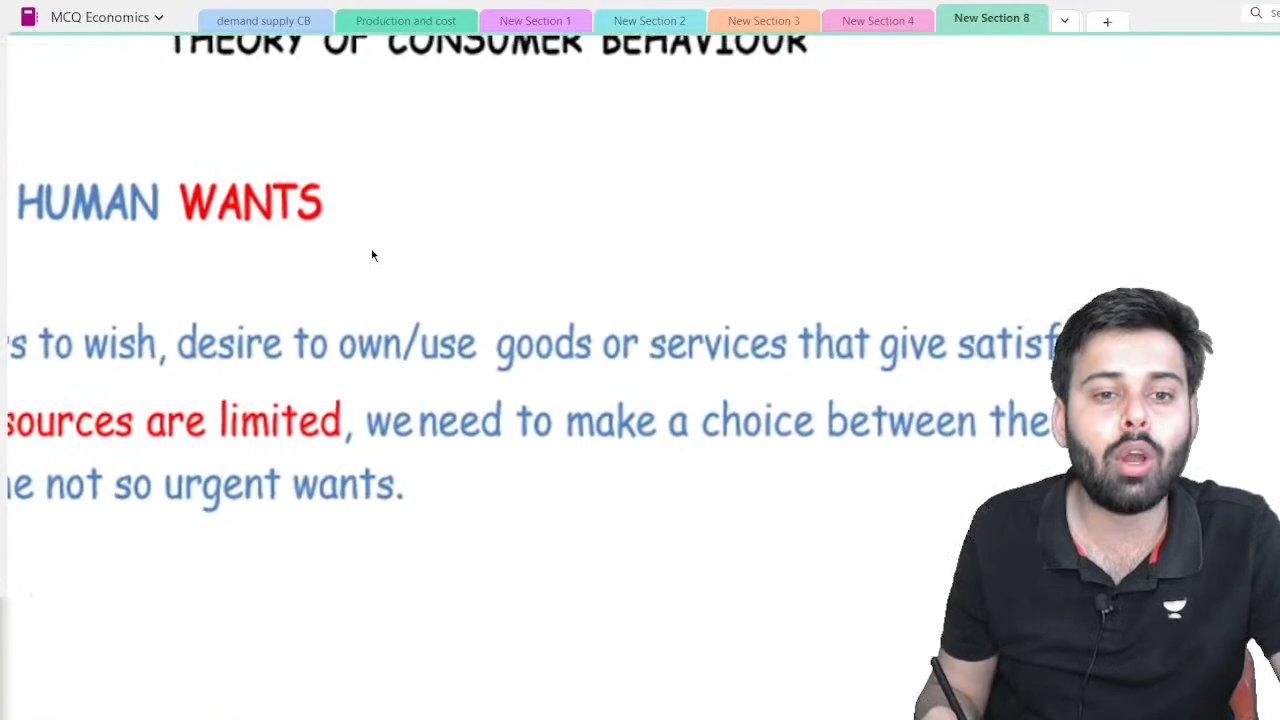 MCQ Economics
demand supply CB
Production and cost
New Section 1
New Section 2
New Section 3
New Section 4
New Section 8
THEORY OF CONSUMER BEHAVIOUR
HUMAN WANTS
to wish, desire to own/use goods or services that give
are limited, we need to make a choice between the
not so urgent wants.